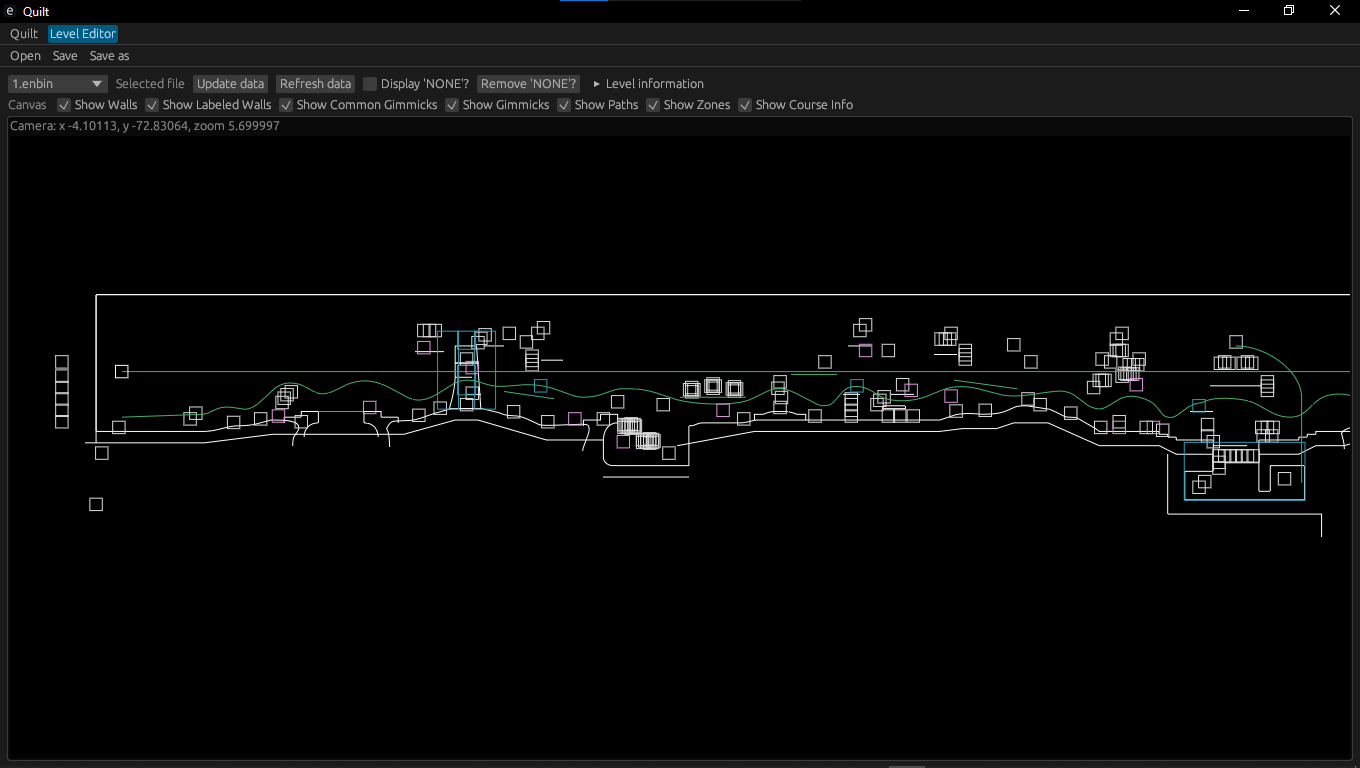 e Quilt
Quilt Level Editor
Open Save Save as
1.enbin Selected file Update data Refresh data Display 'NONE'? Remove 'NONE'? Level information
Canvas Show Walls Show Labeled Walls Show Common Gimmicks Show Gimmicks Show Paths Show Zones Show Course Info
Camera: x -4.10113, y -72.83064, zoom 5.699997